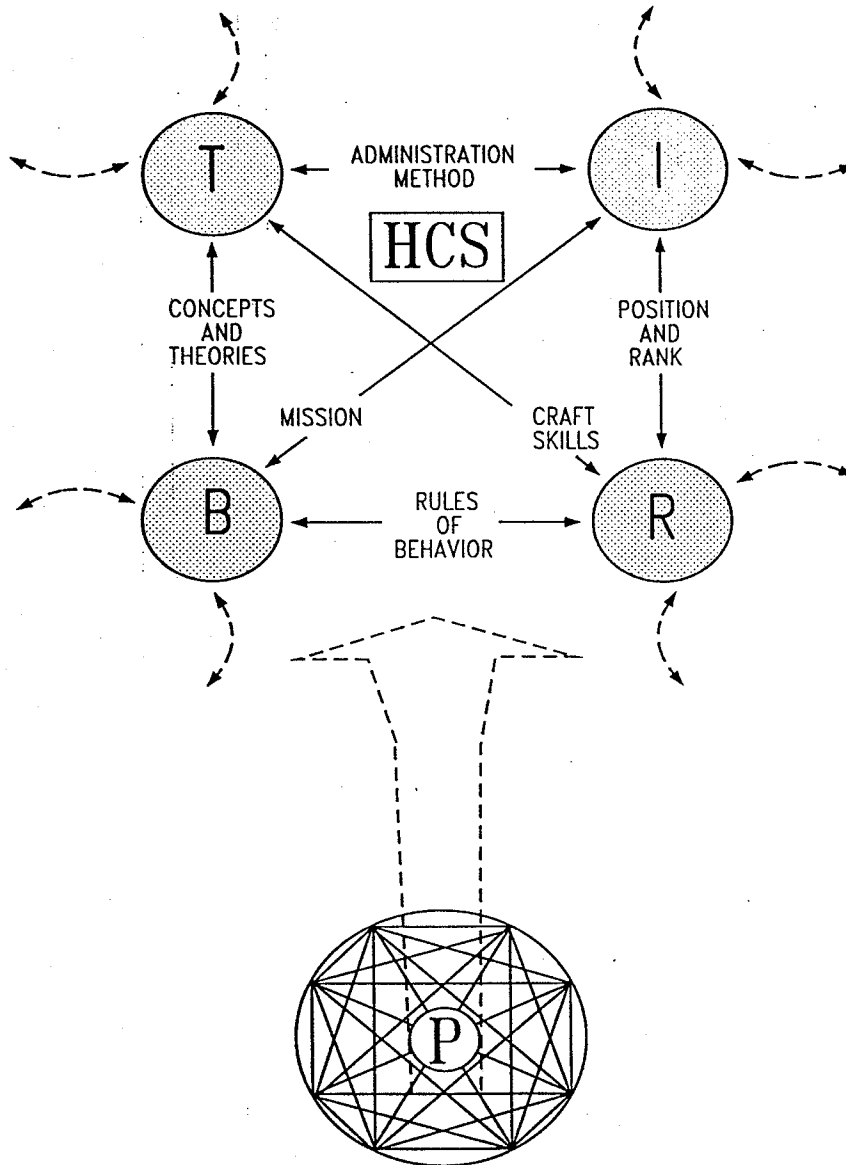 T
ADMINISTRATION
METHOD
I
HCS
CONCEPTS
AND
THEORIES
POSITION
AND
RANK
MISSION
CRAFT
SKILLS
B
RULES
OF
BEHAVIOR
R
P